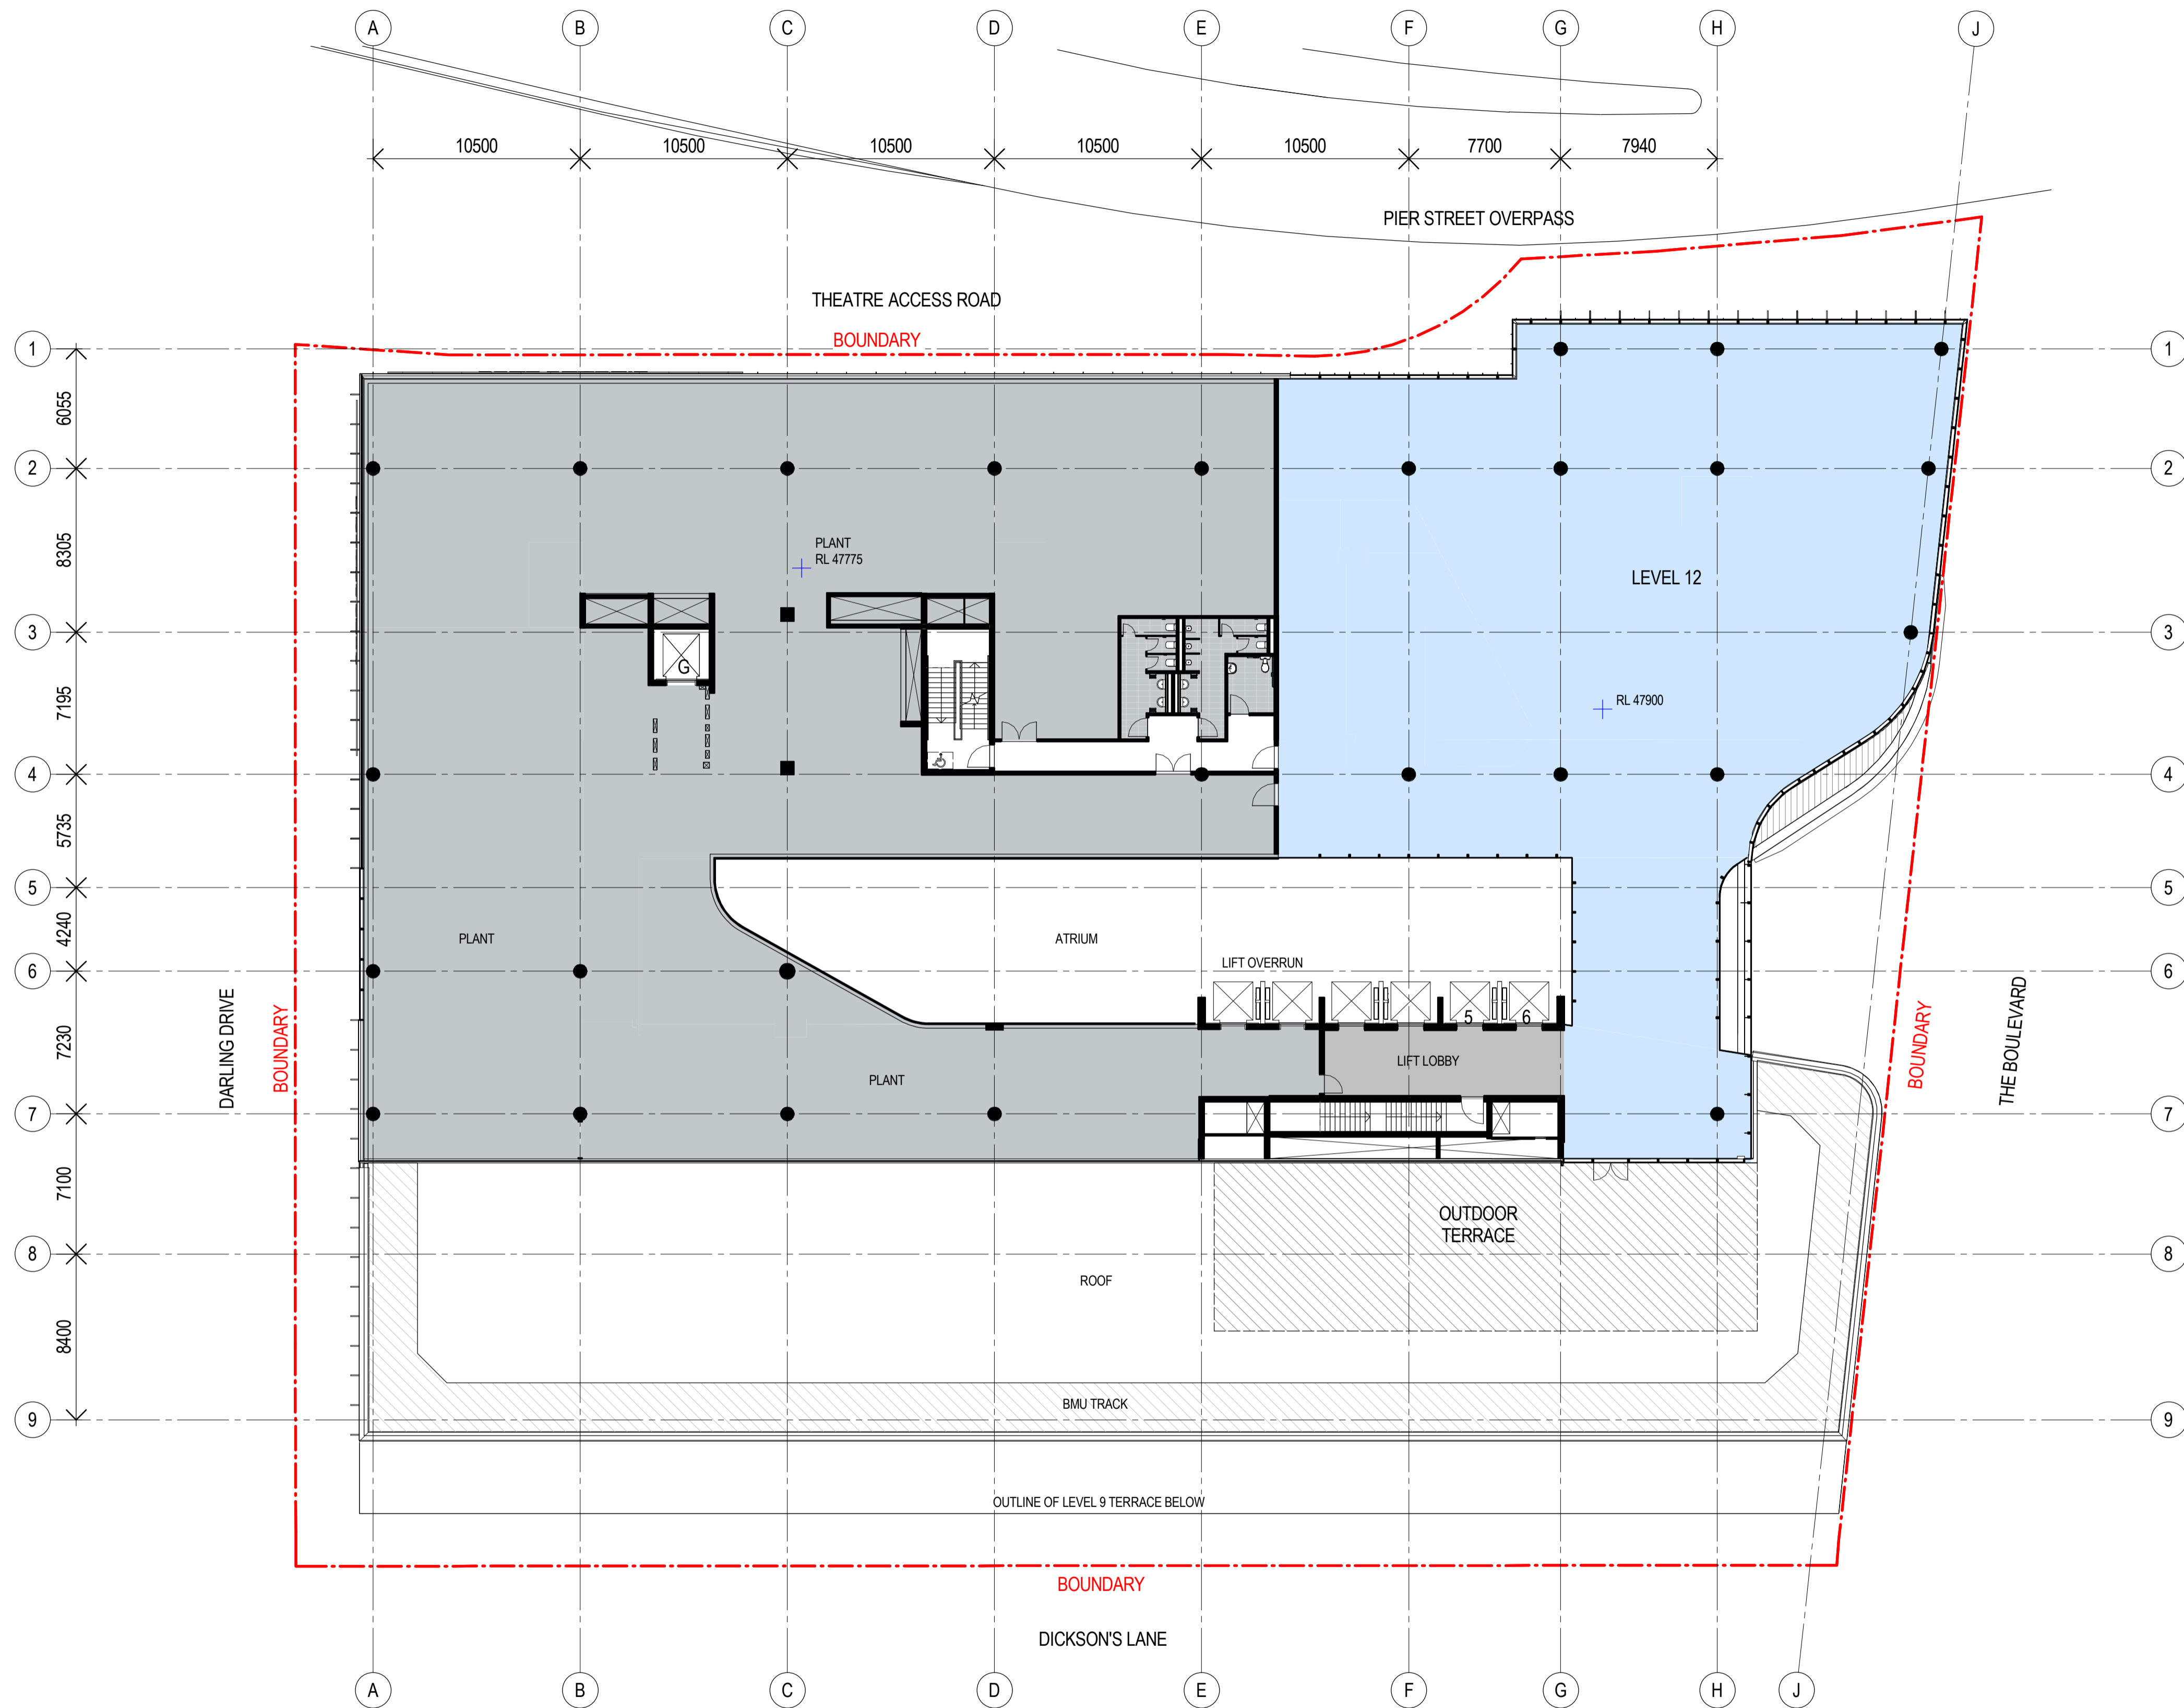 A B C D E F G H J
10500 10500 10500 10500 10500 7700 7940
PIER STREET OVERPASS
THEATRE ACCESS ROAD
BOUNDARY
1 1
6055
2 2
8305
PLANT
RL 47775
LEVEL 12
3 3
G
7195
RL 47900
4 4
5735
5 5
4240
PLANT
ATRIUM
LIFT OVERRUN
6 6
DARLING DRIVE
BOUNDARY
7230
5 6
LIFT LOBBY
PLANT
BOUNDARY
THE BOULEVARD
7 7
7100
OUTDOOR
TERRACE
8 8
ROOF
8400
BMU TRACK
9 9
OUTLINE OF LEVEL 9 TERRACE BELOW
BOUNDARY
DICKSON'S LANE
A B C D E F G H J